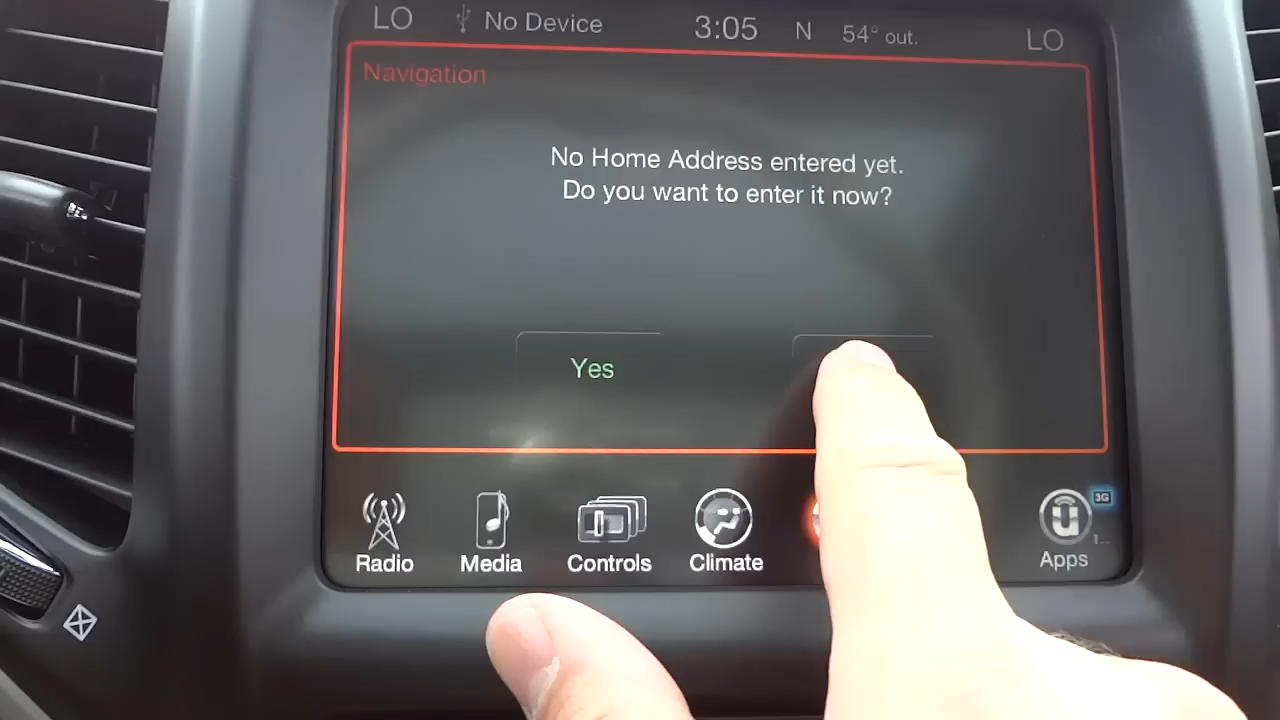 LO No Device 3:05 N 54° out. LO
Navigation
No Home Address entered yet.
Do you want to enter it now?
Yes
3G
Radio Media Controls Climate Apps